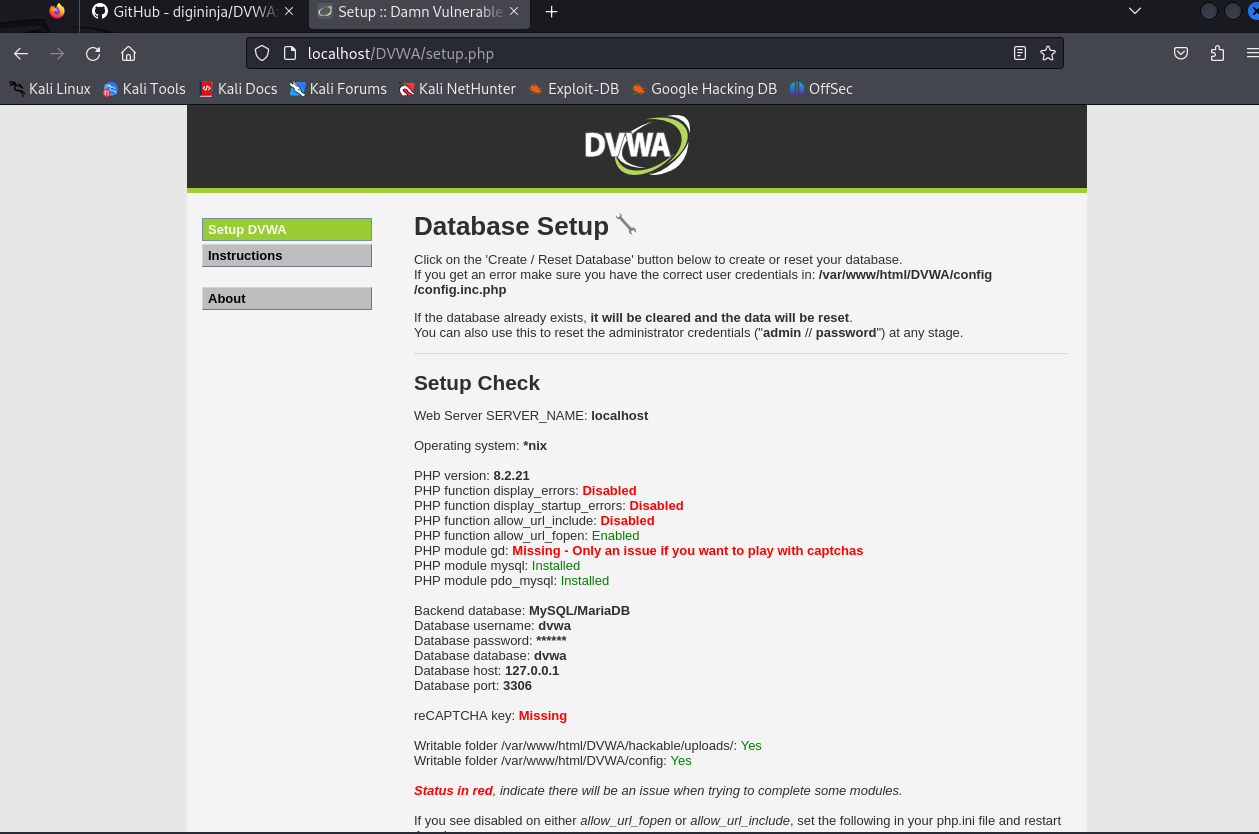 GitHub - digininja/DVWA:
Setup :: Damn Vulnerable
localhost/DVWA/setup.php
Kali Linux Kali Tools Kali Docs Kali Forums Kali NetHunter Exploit-DB Google Hacking DB OffSec
DVWA
Setup DVWA
Instructions
About
Database Setup
Click on the 'Create / Reset Database' button below to create or reset your database.
If you get an error make sure you have the correct user credentials in: /var/www/html/DVWA/config
/config.inc.php
If the database already exists, it will be cleared and the data will be reset.
You can also use this to reset the administrator credentials ("admin // password") at any stage.
Setup Check
Web Server SERVER_NAME: localhost
Operating system: *nix
PHP version: 8.2.21
PHP function display_errors: Disabled
PHP function display_startup_errors: Disabled
PHP function allow_url_include: Disabled
PHP function allow_url_fopen: Enabled
PHP module gd: Missing - Only an issue if you want to play with captchas
PHP module mysql: Installed
PHP module pdo_mysql: Installed
Backend database: MySQL/MariaDB
Database username: dvwa
Database password: ******
Database database: dvwa
Database host: 127.0.0.1
Database port: 3306
reCAPTCHA key: Missing
Writable folder /var/www/html/DVWA/hackable/uploads/: Yes
Writable folder /var/www/html/DVWA/config: Yes
Status in red, indicate there will be an issue when trying to complete some modules.
If you see disabled on either allow_url_fopen or allow_url_include, set the following in your php.ini file and restart